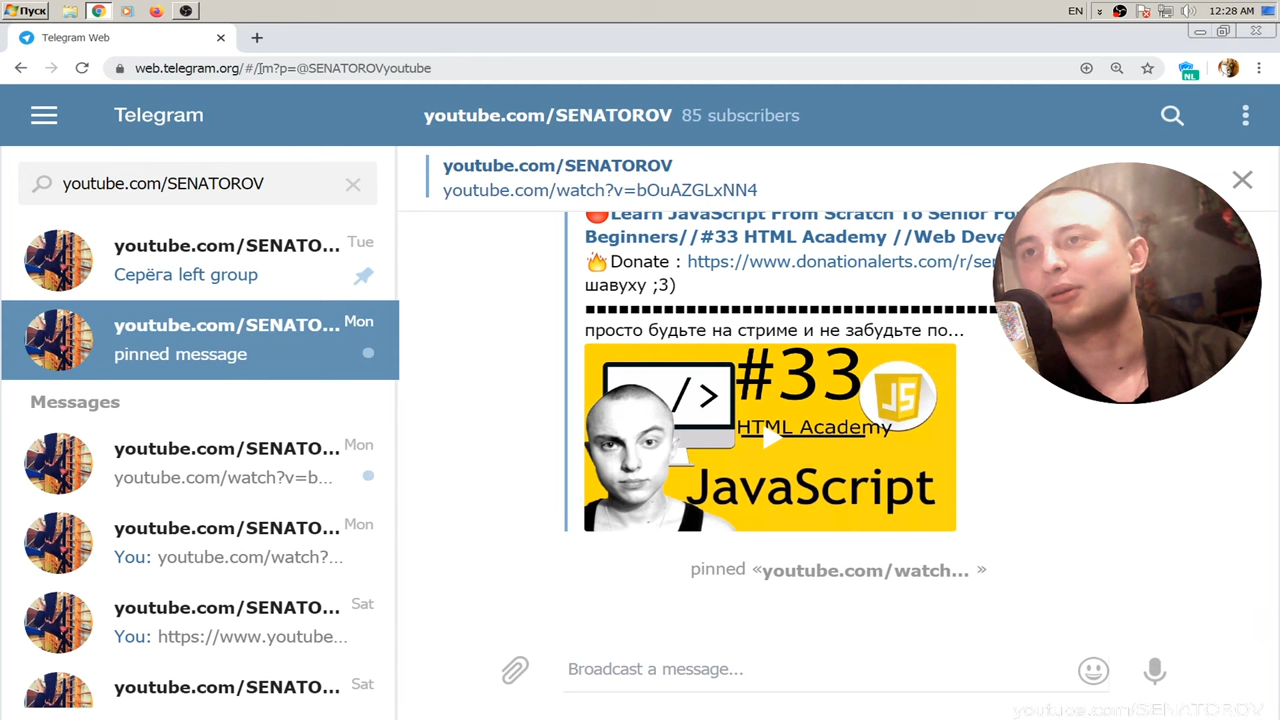 Пуск
EN
12:28 AM
Telegram Web
web.telegram.org/#/im?p=@SENATOROVyoutube
NL
Telegram
youtube.com/SENATOROV 85 subscribers
youtube.com/SENATOROV
youtube.com/SENATOROV
youtube.com/watch?v=bOuAZGLxNN4
youtube.com/SENATO... Tue
Серёга left group
youtube.com/SENATO... Mon
pinned message
Messages
youtube.com/SENATO... Mon
youtube.com/watch?v=b...
youtube.com/SENATO... Mon
You: youtube.com/watch?...
youtube.com/SENATO... Sat
You: https://www.youtube...
youtube.com/SENATO... Sat
Learn JavaScript From Scratch To Senior Fo
Beginners//#33 HTML Academy //Web Deve
Donate : https://www.donationalerts.com/r/se
шавуху ;3)
просто будьте на стриме и не забудьте по...
#33
</>
JS
HTML Academy
JavaScript
pinned «youtube.com/watch... »
Broadcast a message...
youtube.com/SENATOROV